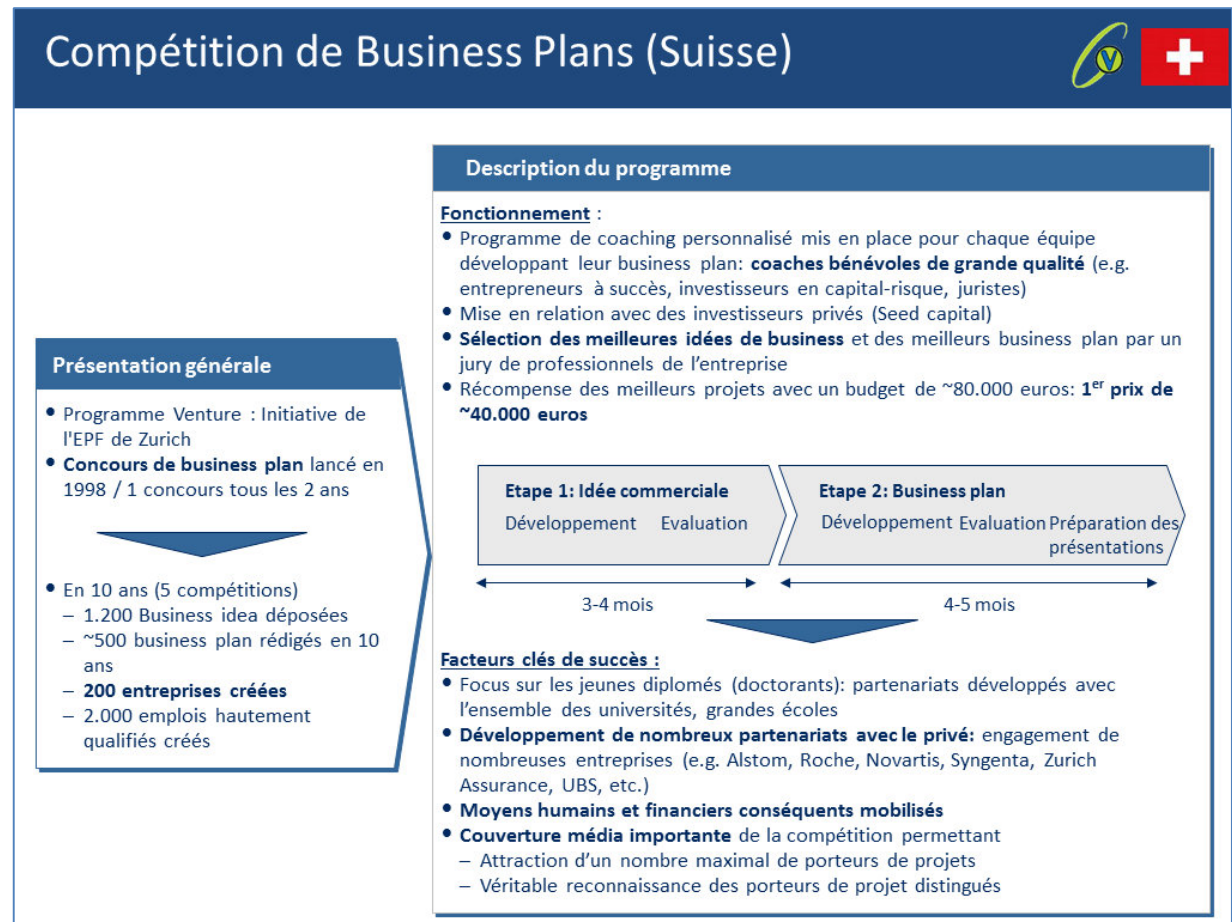 Compétition de Business Plans (Suisse)
V
Présentation générale
• Programme Venture : Initiative de
l'EPF de Zurich
• Concours de business plan lancé en
1998 / 1 concours tous les 2 ans
• En 10 ans (5 compétitions)
– 1.200 Business idea déposées
– ~500 business plan rédigés en 10
ans
– 200 entreprises créées
– 2.000 emplois hautement
qualifiés créés
Description du programme
Fonctionnement :
• Programme de coaching personnalisé mis en place pour chaque équipe
développant leur business plan: coaches bénévoles de grande qualité (e.g.
entrepreneurs à succès, investisseurs en capital-risque, juristes)
• Mise en relation avec des investisseurs privés (Seed capital)
• Sélection des meilleures idées de business et des meilleurs business plan par un
jury de professionnels de l’entreprise
• Récompense des meilleurs projets avec un budget de ~80.000 euros: 1er prix de
~40.000 euros
Etape 1: Idée commerciale
Développement Evaluation
3-4 mois
Etape 2: Business plan
Développement Evaluation Préparation des
présentations
4-5 mois
Facteurs clés de succès :
• Focus sur les jeunes diplomés (doctorants): partenariats développés avec
l’ensemble des universités, grandes écoles
• Développement de nombreux partenariats avec le privé: engagement de
nombreuses entreprises (e.g. Alstom, Roche, Novartis, Syngenta, Zurich
Assurance, UBS, etc.)
• Moyens humains et financiers conséquents mobilisés
• Couverture média importante de la compétition permettant
– Attraction d’un nombre maximal de porteurs de projets
– Véritable reconnaissance des porteurs de projet distingués